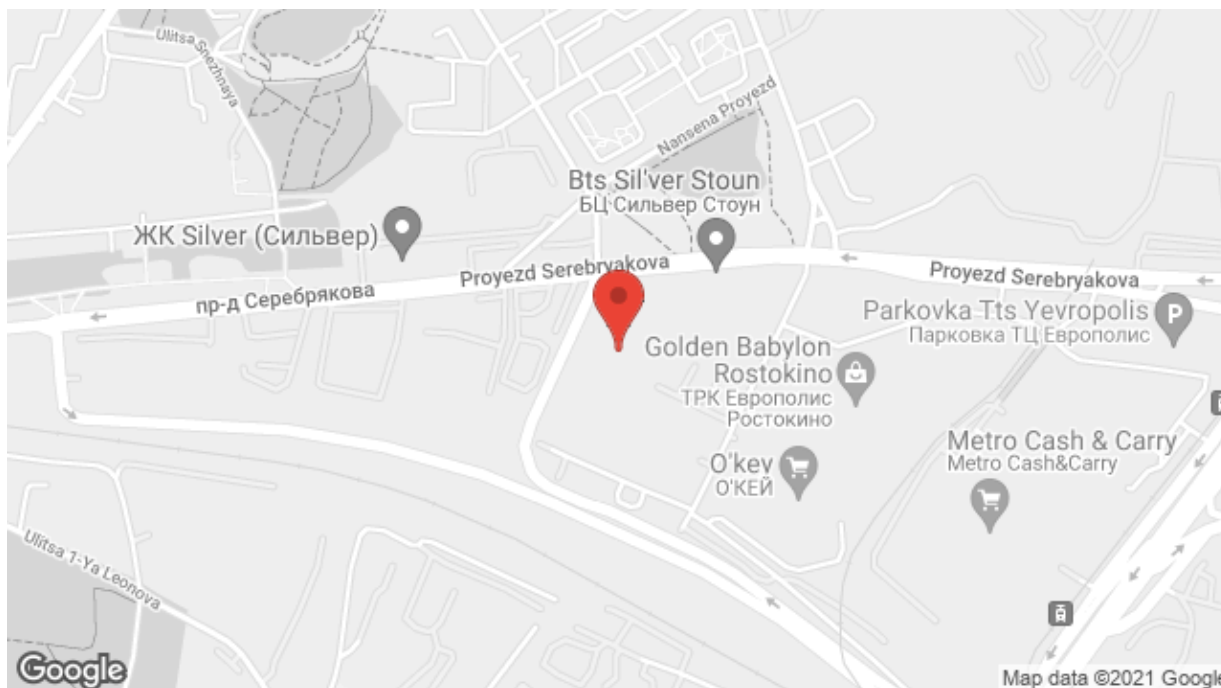 Ulitsa Snezhnaya
Nansena Proyezd
Bts Sil'ver Stoun
БЦ Сильвер Стоун
ЖК Silver (Сильвер)
Proyezd Serebryakova
Proyezd Serebryakova
пр-д Серебрякова
Parkovka Tts Yevropolis
Парковка ТЦ Европолис
P
Golden Babylon
Rostokino
ТРК Европолис
Ростокино
Metro Cash & Carry
Metro Cash&Carry
O'key
О'КЕЙ
Ulitsa 1-Ya Leonova
Google
Map data ©2021 Google